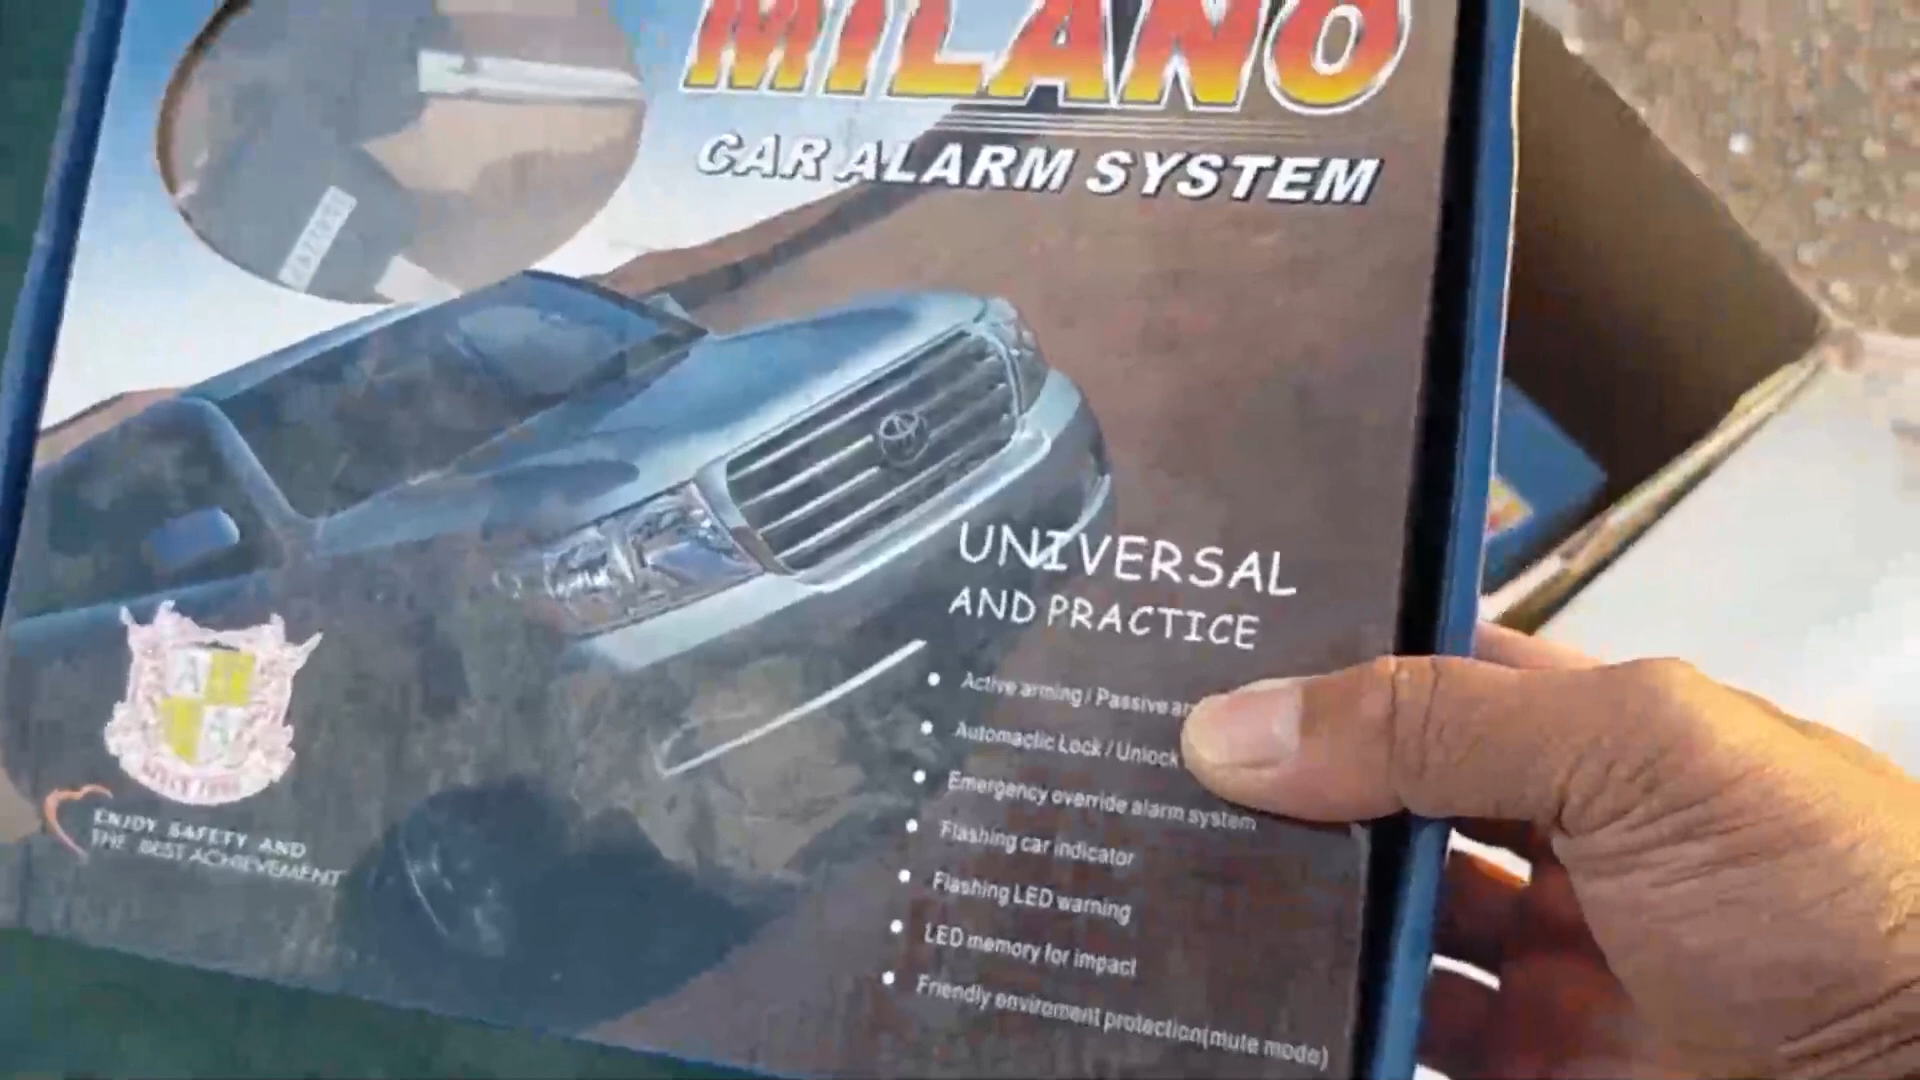 MILANO
CAR ALARM SYSTEM
UNIVERSAL
AND PRACTICE
Active arming / Passive
Automactic Lock / Unlock
Emergency override alarm system
Flashing car indicator
Flashing LED warning
LED memory for impact
Friendly enviroment protection(mute mode)
ENJOY SAFETY AND
THE BEST ACHIEVEMENT